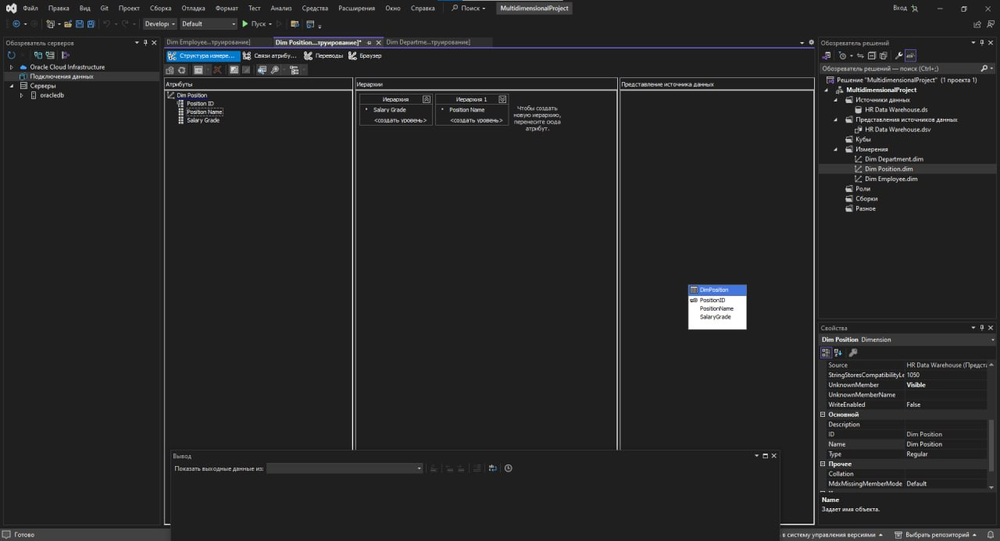 Файл Правка Вид Git Проект Сборка Отладка Формат Тест Анализ Средства Расширения Окно Справка Поиск MultidimensionalProject Вход
Developi Default Пуск
Обозреватель серверов
Oracle Cloud Infrastructure
Подключения данных
Серверы
oracledb
Dim Employee...труирование] Dim Position...труирование]* Dim Departme...труирование]
Структура измере... Связи атрибу... Переводы Браузер
Атрибуты
Dim Position
Position ID
Position Name
Salary Grade
Иерархии
Иерархия
Salary Grade
<создать уровень>
Иерархия 1
Position Name
<создать уровень>
Чтобы создать
новую иерархию,
перенесите сюда
атрибут.
Представление источника данных
DimPosition
PositionID
PositionName
SalaryGrade
Вывод
Показать выходные данные из:
Обозреватель решений
Обозреватель решений — поиск (Ctrl+;)
Решение "MultidimensionalProject" (1 проекта)
MultidimensionalProject
Источники данных
HR Data Warehouse.ds
Представления источников данных
HR Data Warehouse.dsv
Кубы
Измерения
Dim Department.dim
Dim Position.dim
Dim Employee.dim
Роли
Сборки
Разное
Свойства
Dim Position Dimension
Source HR Data Warehouse (Предста
StringStoresCompatibilityLe 1050
UnknownMember Visible
UnknownMemberName
WriteEnabled False
Основной
Description
ID Dim Position
Name Dim Position
Type Regular
Прочее
Collation
MdxMissingMemberMode Default
Name
Задает имя объекта.
Готово
в систему управления версиями Выбрать репозиторий